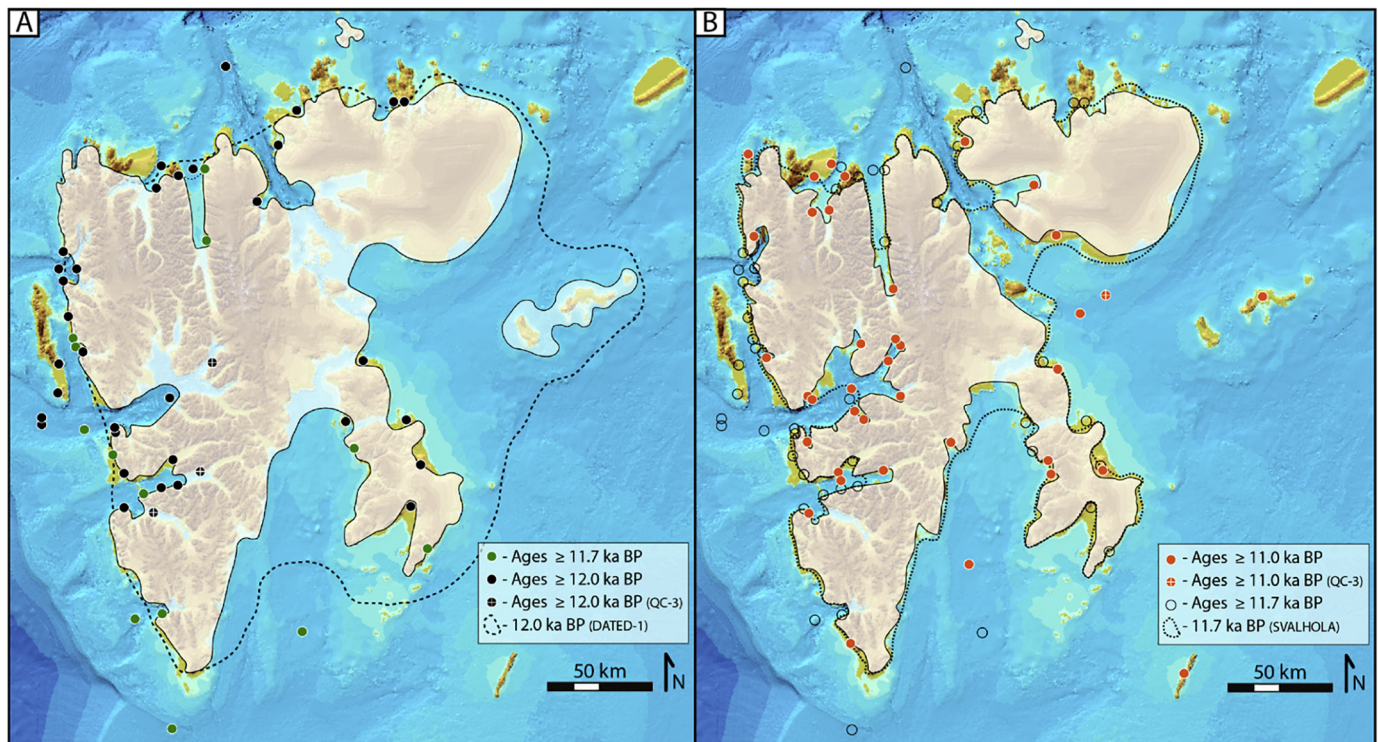 A
- Ages ≥ 11.7 ka BP
- Ages ≥ 12.0 ka BP
- Ages ≥ 12.0 ka BP (QC-3)
- 12.0 ka BP (DATED-1)
50 km
N
B
- Ages ≥ 11.0 ka BP
- Ages ≥ 11.0 ka BP (QC-3)
- Ages ≥ 11.7 ka BP
- 11.7 ka BP (SVALHOLA)
50 km
N